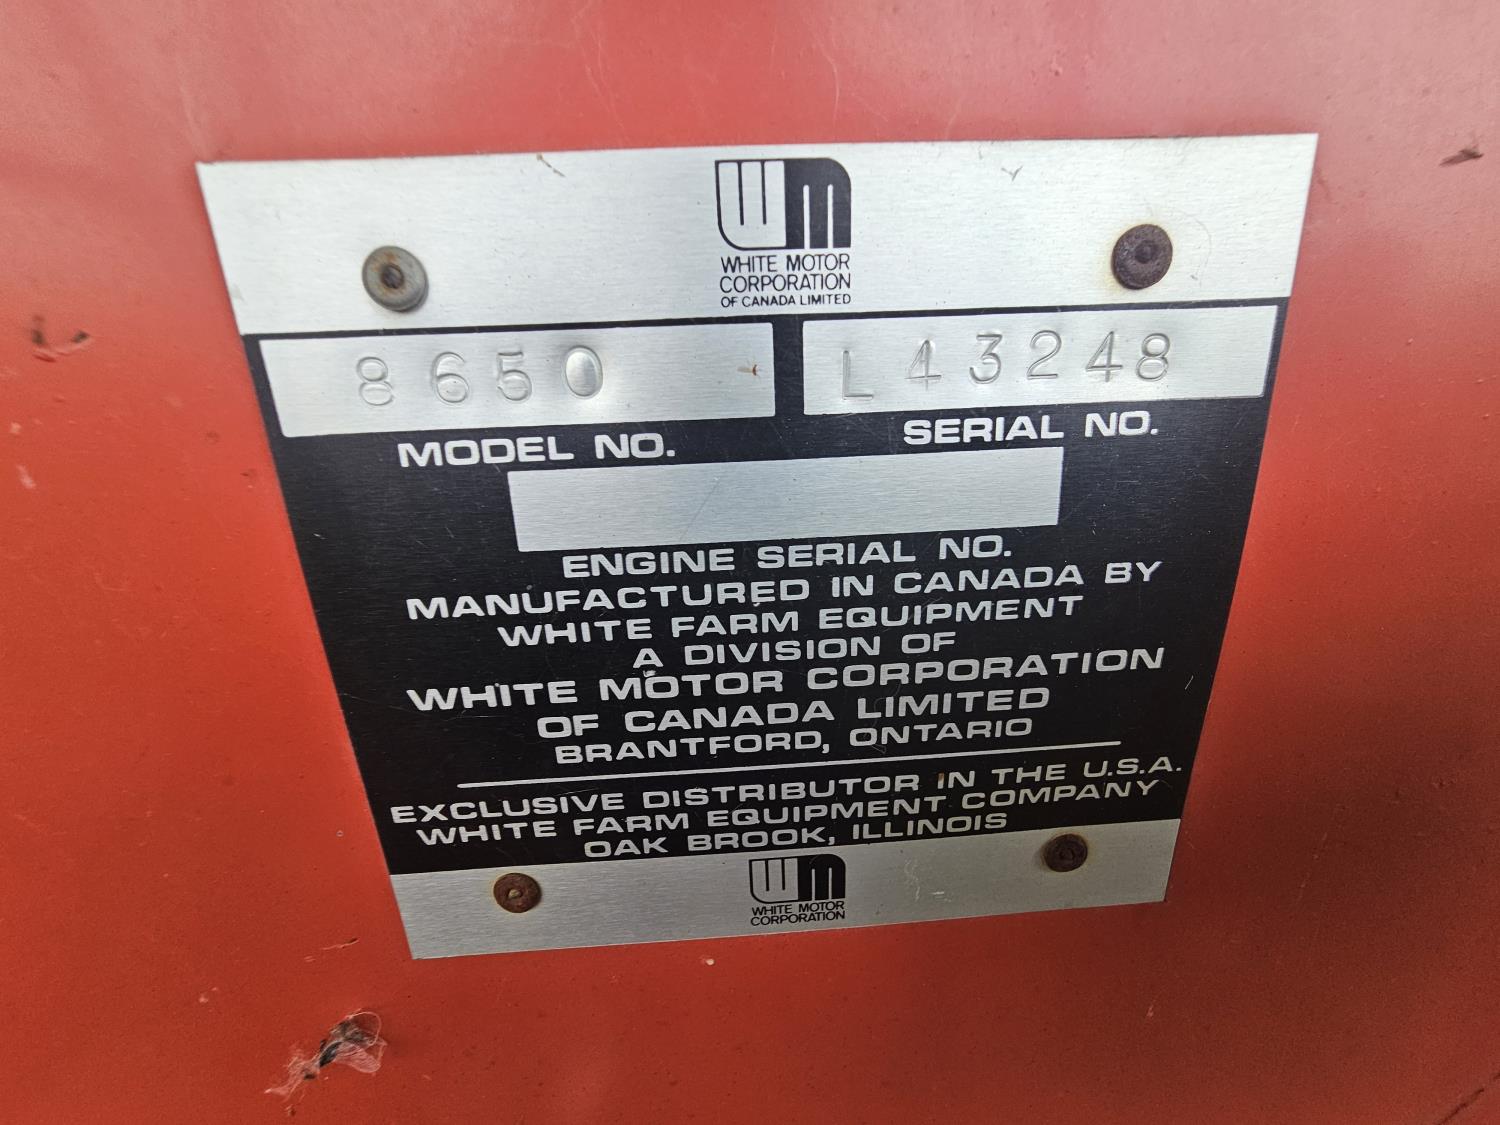 WM
WHITE MOTOR
CORPORATION
OF CANADA LIMITED
8650 L43248
MODEL NO. SERIAL NO.
ENGINE SERIAL NO.
MANUFACTURED IN CANADA BY
WHITE FARM EQUIPMENT
A DIVISION OF
WHITE MOTOR CORPORATION
OF CANADA LIMITED
BRANTFORD, ONTARIO
EXCLUSIVE DISTRIBUTOR IN THE U.S.A.
WHITE FARM EQUIPMENT COMPANY
OAK BROOK, ILLINOIS
WM
WHITE MOTOR
CORPORATION